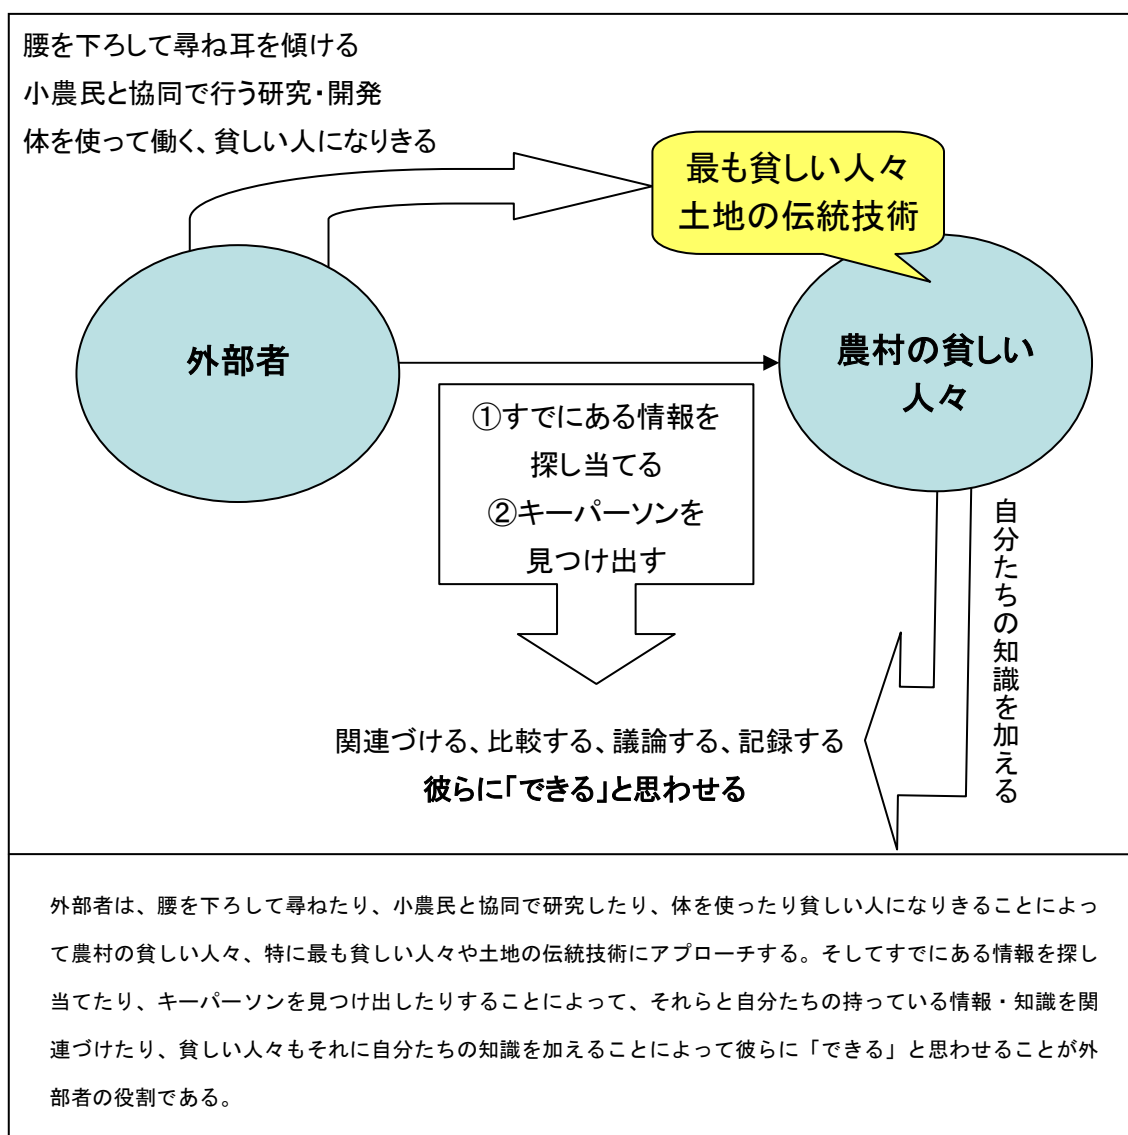 腰を下ろして尋ね耳を傾ける
小農民と協同で行う研究・開発
体を使って働く、貧しい人になりきる
最も貧しい人々
土地の伝統技術
外部者
農村の貧しい
人々
①すでにある情報を
探し当てる
②キーパーソンを
見つけ出す
自分たちの知識を加える
関連づける、比較する、議論する、記録する
彼らに「できる」と思わせる
外部者は、腰を下ろして尋ねたり、小農民と協同で研究したり、体を使ったり貧しい人になりきることによっ
て農村の貧しい人々、特に最も貧しい人々や土地の伝統技術にアプローチする。そしてすでにある情報を探し
当てたり、キーパーソンを見つけ出したりすることによって、それらと自分たちの持っている情報・知識を関
連づけたり、貧しい人々もそれに自分たちの知識を加えることによって彼らに「できる」と思わせることが外
部者の役割である。